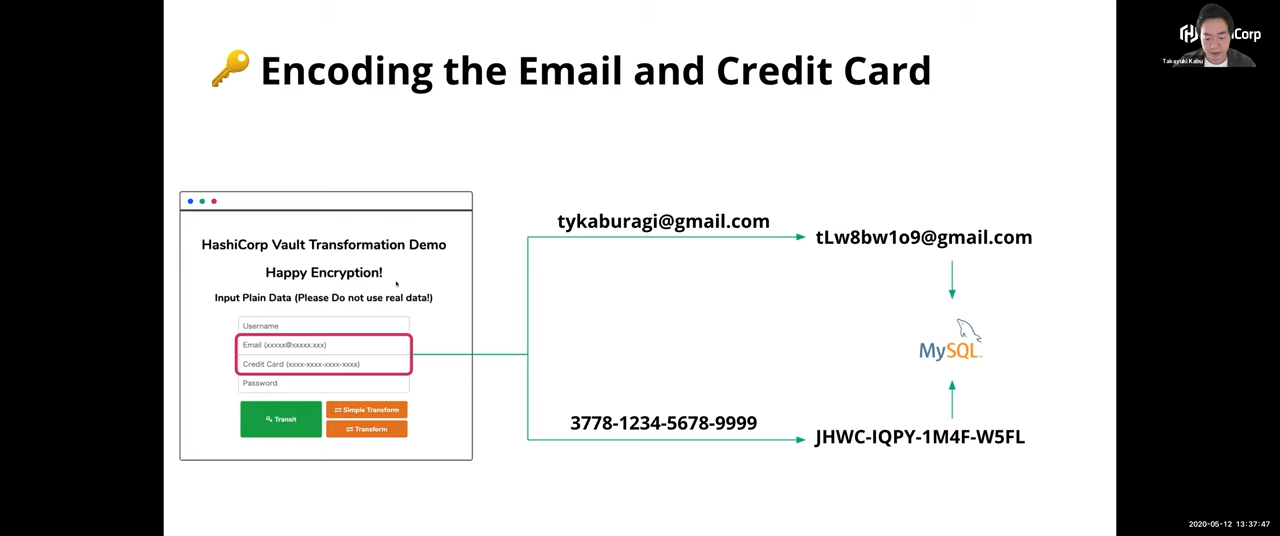 🔑 Encoding the Email and Credit Card
HashiCorp Vault Transformation Demo
Happy Encryption!
Input Plain Data (Please Do not use real data!)
Username
Email (xxxxx@xxxxx.xxx)
Credit Card (xxxx-xxxx-xxxx-xxxx)
Password
Transit
Simple Transform
Transform
tykaburagi@gmail.com
tLw8bw1o9@gmail.com
MySQL
3778-1234-5678-9999
JHWC-IQPY-1M4F-W5FL
Takayuki Kabu
2020-05-12 13:37:47